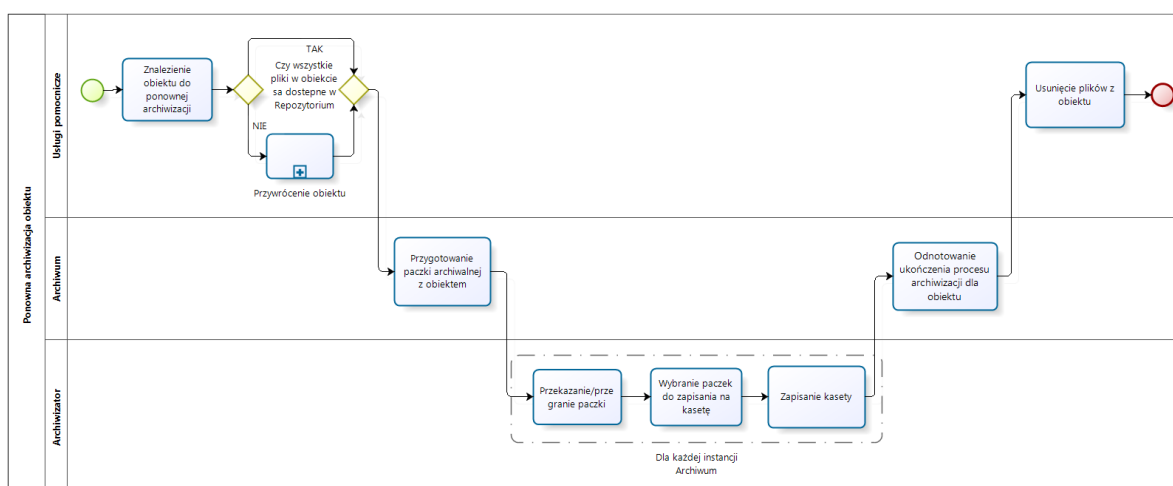 Ponowna archiwizacja obiektu
Usługi pomocnicze
Znalezienie
obiektu do
ponownej
archiwizacji
TAK
Czy wszystkie
pliki w obiekcie
sa dostepne w
Repozytorium
NIE
Przywrócenie obiektu
Usunięcie plików z
obiektu
Archiwum
Przygotowanie
paczki archiwalnej
z obiektem
Odnotowanie
ukończenia procesu
archiwizacji dla
obiektu
Archiwizator
Przekazanie/prze
granie paczki
Wybranie paczek
do zapisania na
kasetę
Zapisanie kasety
Dla każdej instancji
Archiwum